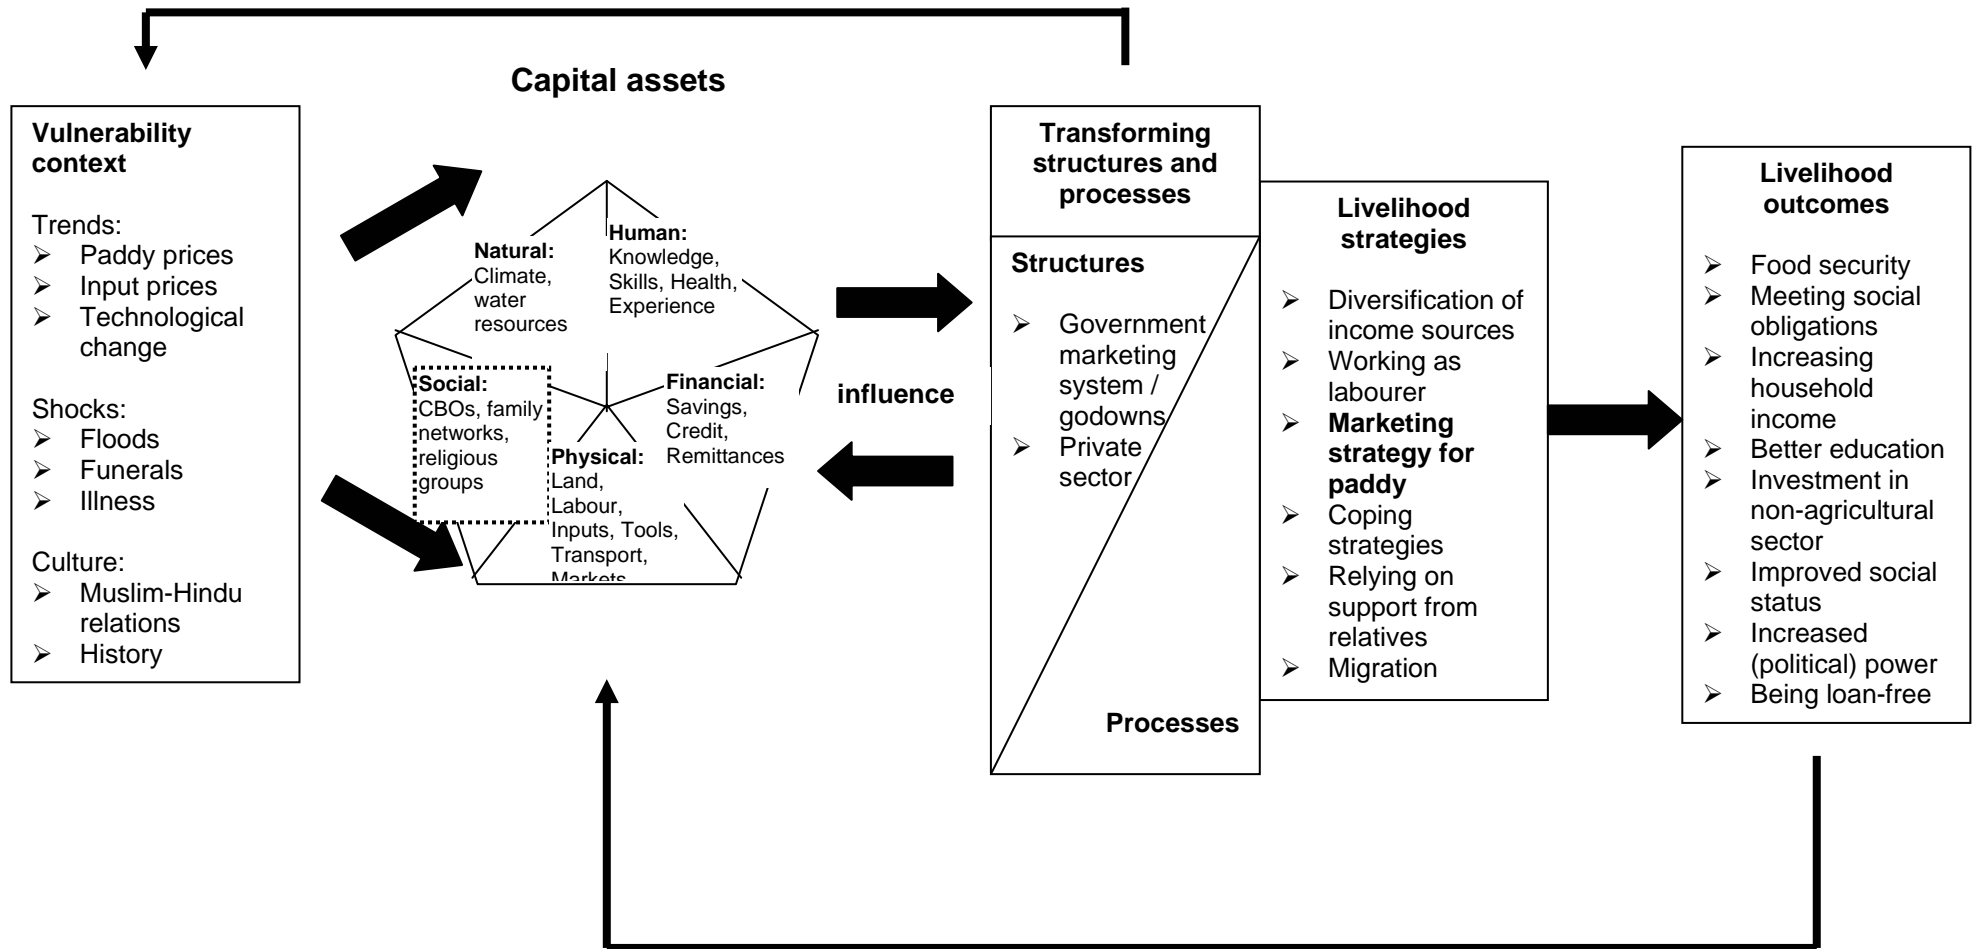 Capital assets
Vulnerability
context
Trends:
➢ Paddy prices
➢ Input prices
➢ Technological
change
Shocks:
➢ Floods
➢ Funerals
➢ Illness
Culture:
➢ Muslim-Hindu
relations
➢ History
Natural:
Climate,
water
resources
Human:
Knowledge,
Skills, Health,
Experience
Social:
CBOs, family
networks,
religious
groups
Financial:
Savings,
Credit,
Remittances
Physical:
Land,
Labour,
Inputs, Tools,
Transport,
Markets
influence
Transforming
structures and
processes
Structures
➢ Government
marketing
system /
godowns
➢ Private
sector
Processes
Livelihood
strategies
➢ Diversification of
income sources
➢ Working as
labourer
➢ Marketing
strategy for
paddy
➢ Coping
strategies
➢ Relying on
support from
relatives
➢ Migration
Livelihood
outcomes
➢ Food security
➢ Meeting social
obligations
➢ Increasing
household
income
➢ Better education
➢ Investment in
non-agricultural
sector
➢ Improved social
status
➢ Increased
(political) power
➢ Being loan-free